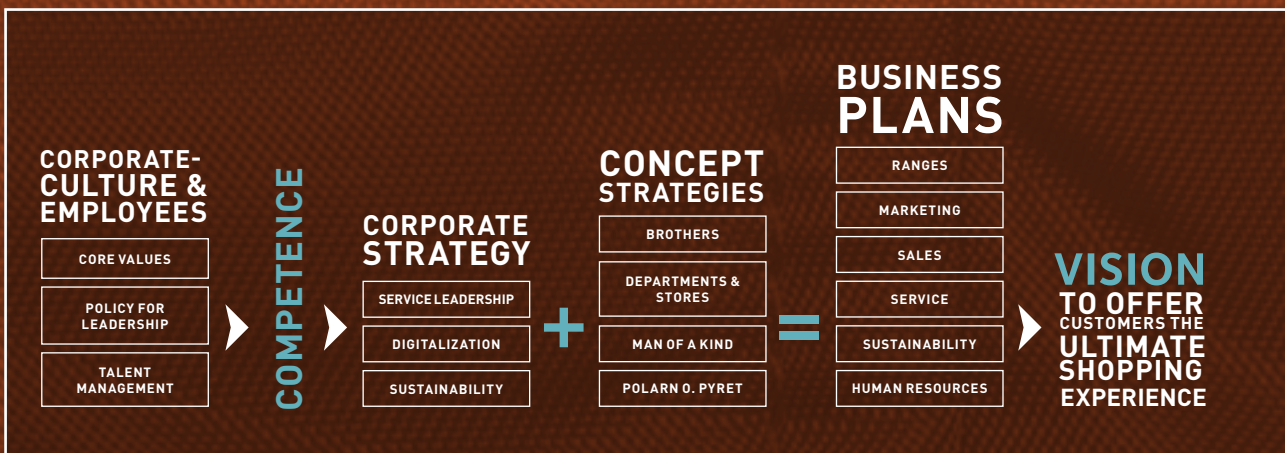 CORPORATE-
CULTURE &
EMPLOYEES
CORE VALUES
POLICY FOR
LEADERSHIP
TALENT
MANAGEMENT
COMPETENCE
CORPORATE
STRATEGY
SERVICE LEADERSHIP
DIGITALIZATION
SUSTAINABILITY
+
CONCEPT
STRATEGIES
BROTHERS
DEPARTMENTS &
STORES
MAN OF A KIND
POLARN O. PYRET
=
BUSINESS
PLANS
RANGES
MARKETING
SALES
SERVICE
SUSTAINABILITY
HUMAN RESOURCES
VISION
TO OFFER
CUSTOMERS THE
ULTIMATE
SHOPPING
EXPERIENCE